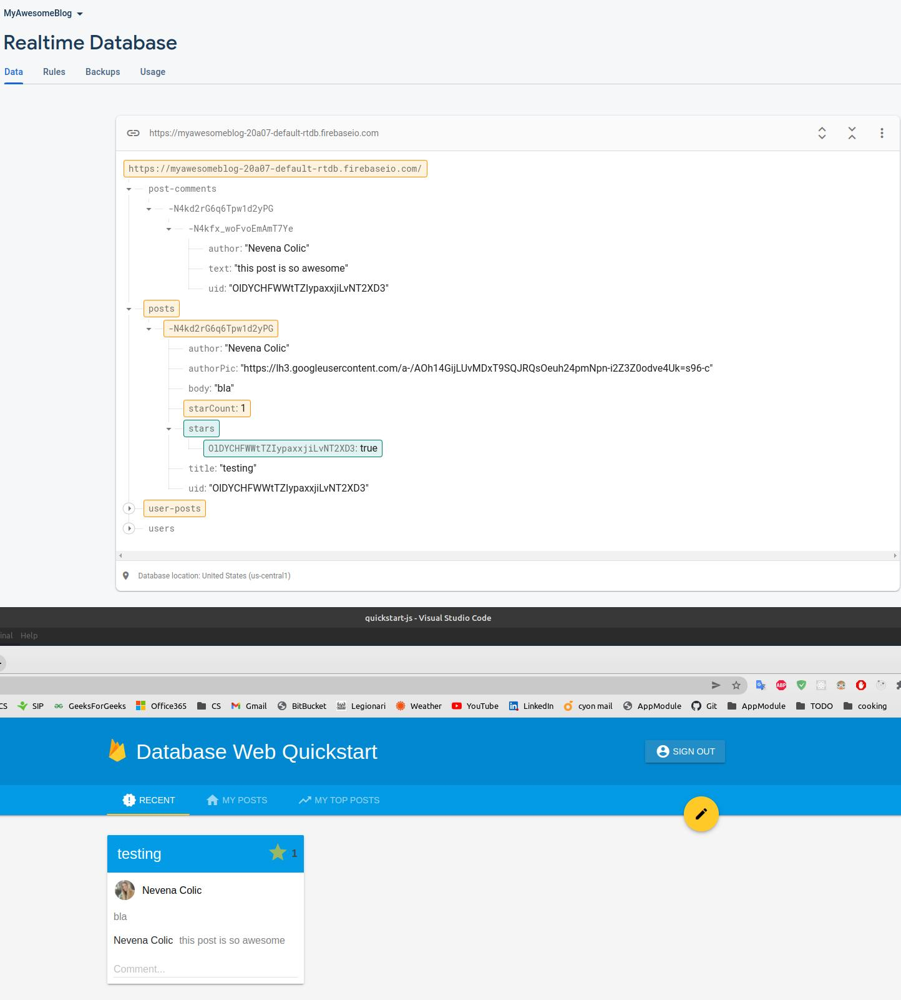 MyAwesomeBlog
Realtime Database
Data Rules Backups Usage
https://myawesomeblog-20a07-default-rtdb.firebaseio.com
https://myawesomeblog-20a07-default-rtdb.firebaseio.com/
post-comments
-N4kd2rG6q6Tpw1d2yPG
-N4kfx_woFvoEmAmT7Ye
author: "Nevena Colic"
text: "this post is so awesome"
uid: "OlDYCHFWWtTZIypaxxjiLvNT2XD3"
posts
-N4kd2rG6q6Tpw1d2yPG
author: "Nevena Colic"
authorPic: "https://lh3.googleusercontent.com/a-/AOh14GijLUvMDxT9SQJRQsOeuh24pmNpn-i2Z3Z0odve4Uk=s96-c"
body: "bla"
starCount: 1
stars
OlDYCHFWWtTZIypaxxjiLvNT2XD3: true
title: "testing"
uid: "OlDYCHFWWtTZIypaxxjiLvNT2XD3"
user-posts
users
Database location: United States (us-central1)
quickstart-js - Visual Studio Code
inal Help
CS SIP GeeksForGeeks Office365 CS Gmail BitBucket Legionari Weather YouTube LinkedIn cyon mail AppModule Git AppModule TODO cooking
Database Web Quickstart
SIGN OUT
RECENT MY POSTS MY TOP POSTS
testing 1
Nevena Colic
bla
Nevena Colic this post is so awesome
Comment...